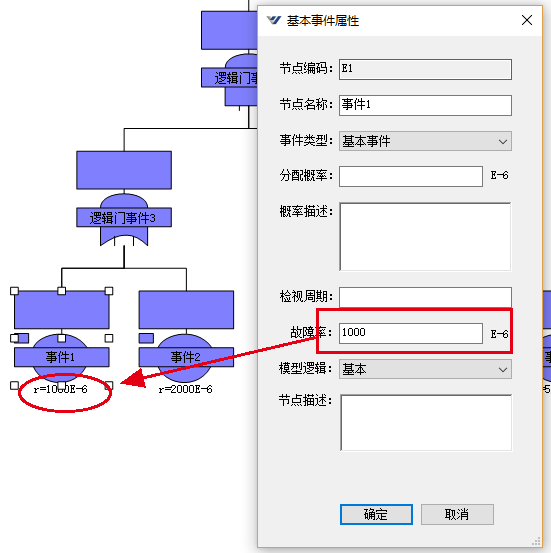 逻辑门事
逻辑门事件3
事件1
事件2
r=1000E-6
r=2000E-6
基本事件属性
节点编码：
E1
节点名称：
事件1
事件类型：
基本事件
分配概率：
E-6
概率描述：
检视周期：
故障率：
1000
E-6
模型逻辑：
基本
节点描述：
确定
取消